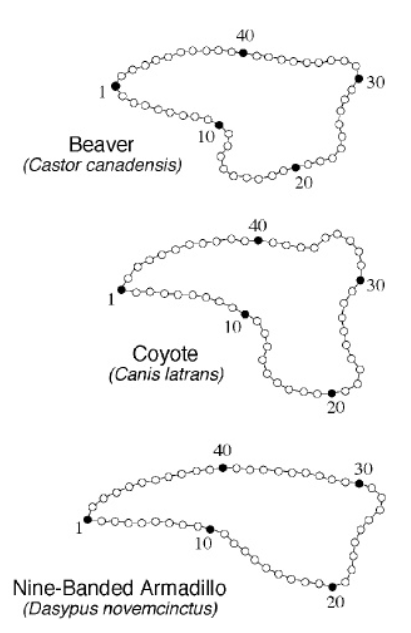 40
1
30
10
Beaver
(Castor canadensis)
20
40
1
30
10
Coyote
(Canis latrans)
20
40
30
1
10
Nine-Banded Armadillo
(Dasypus novemcinctus)
20